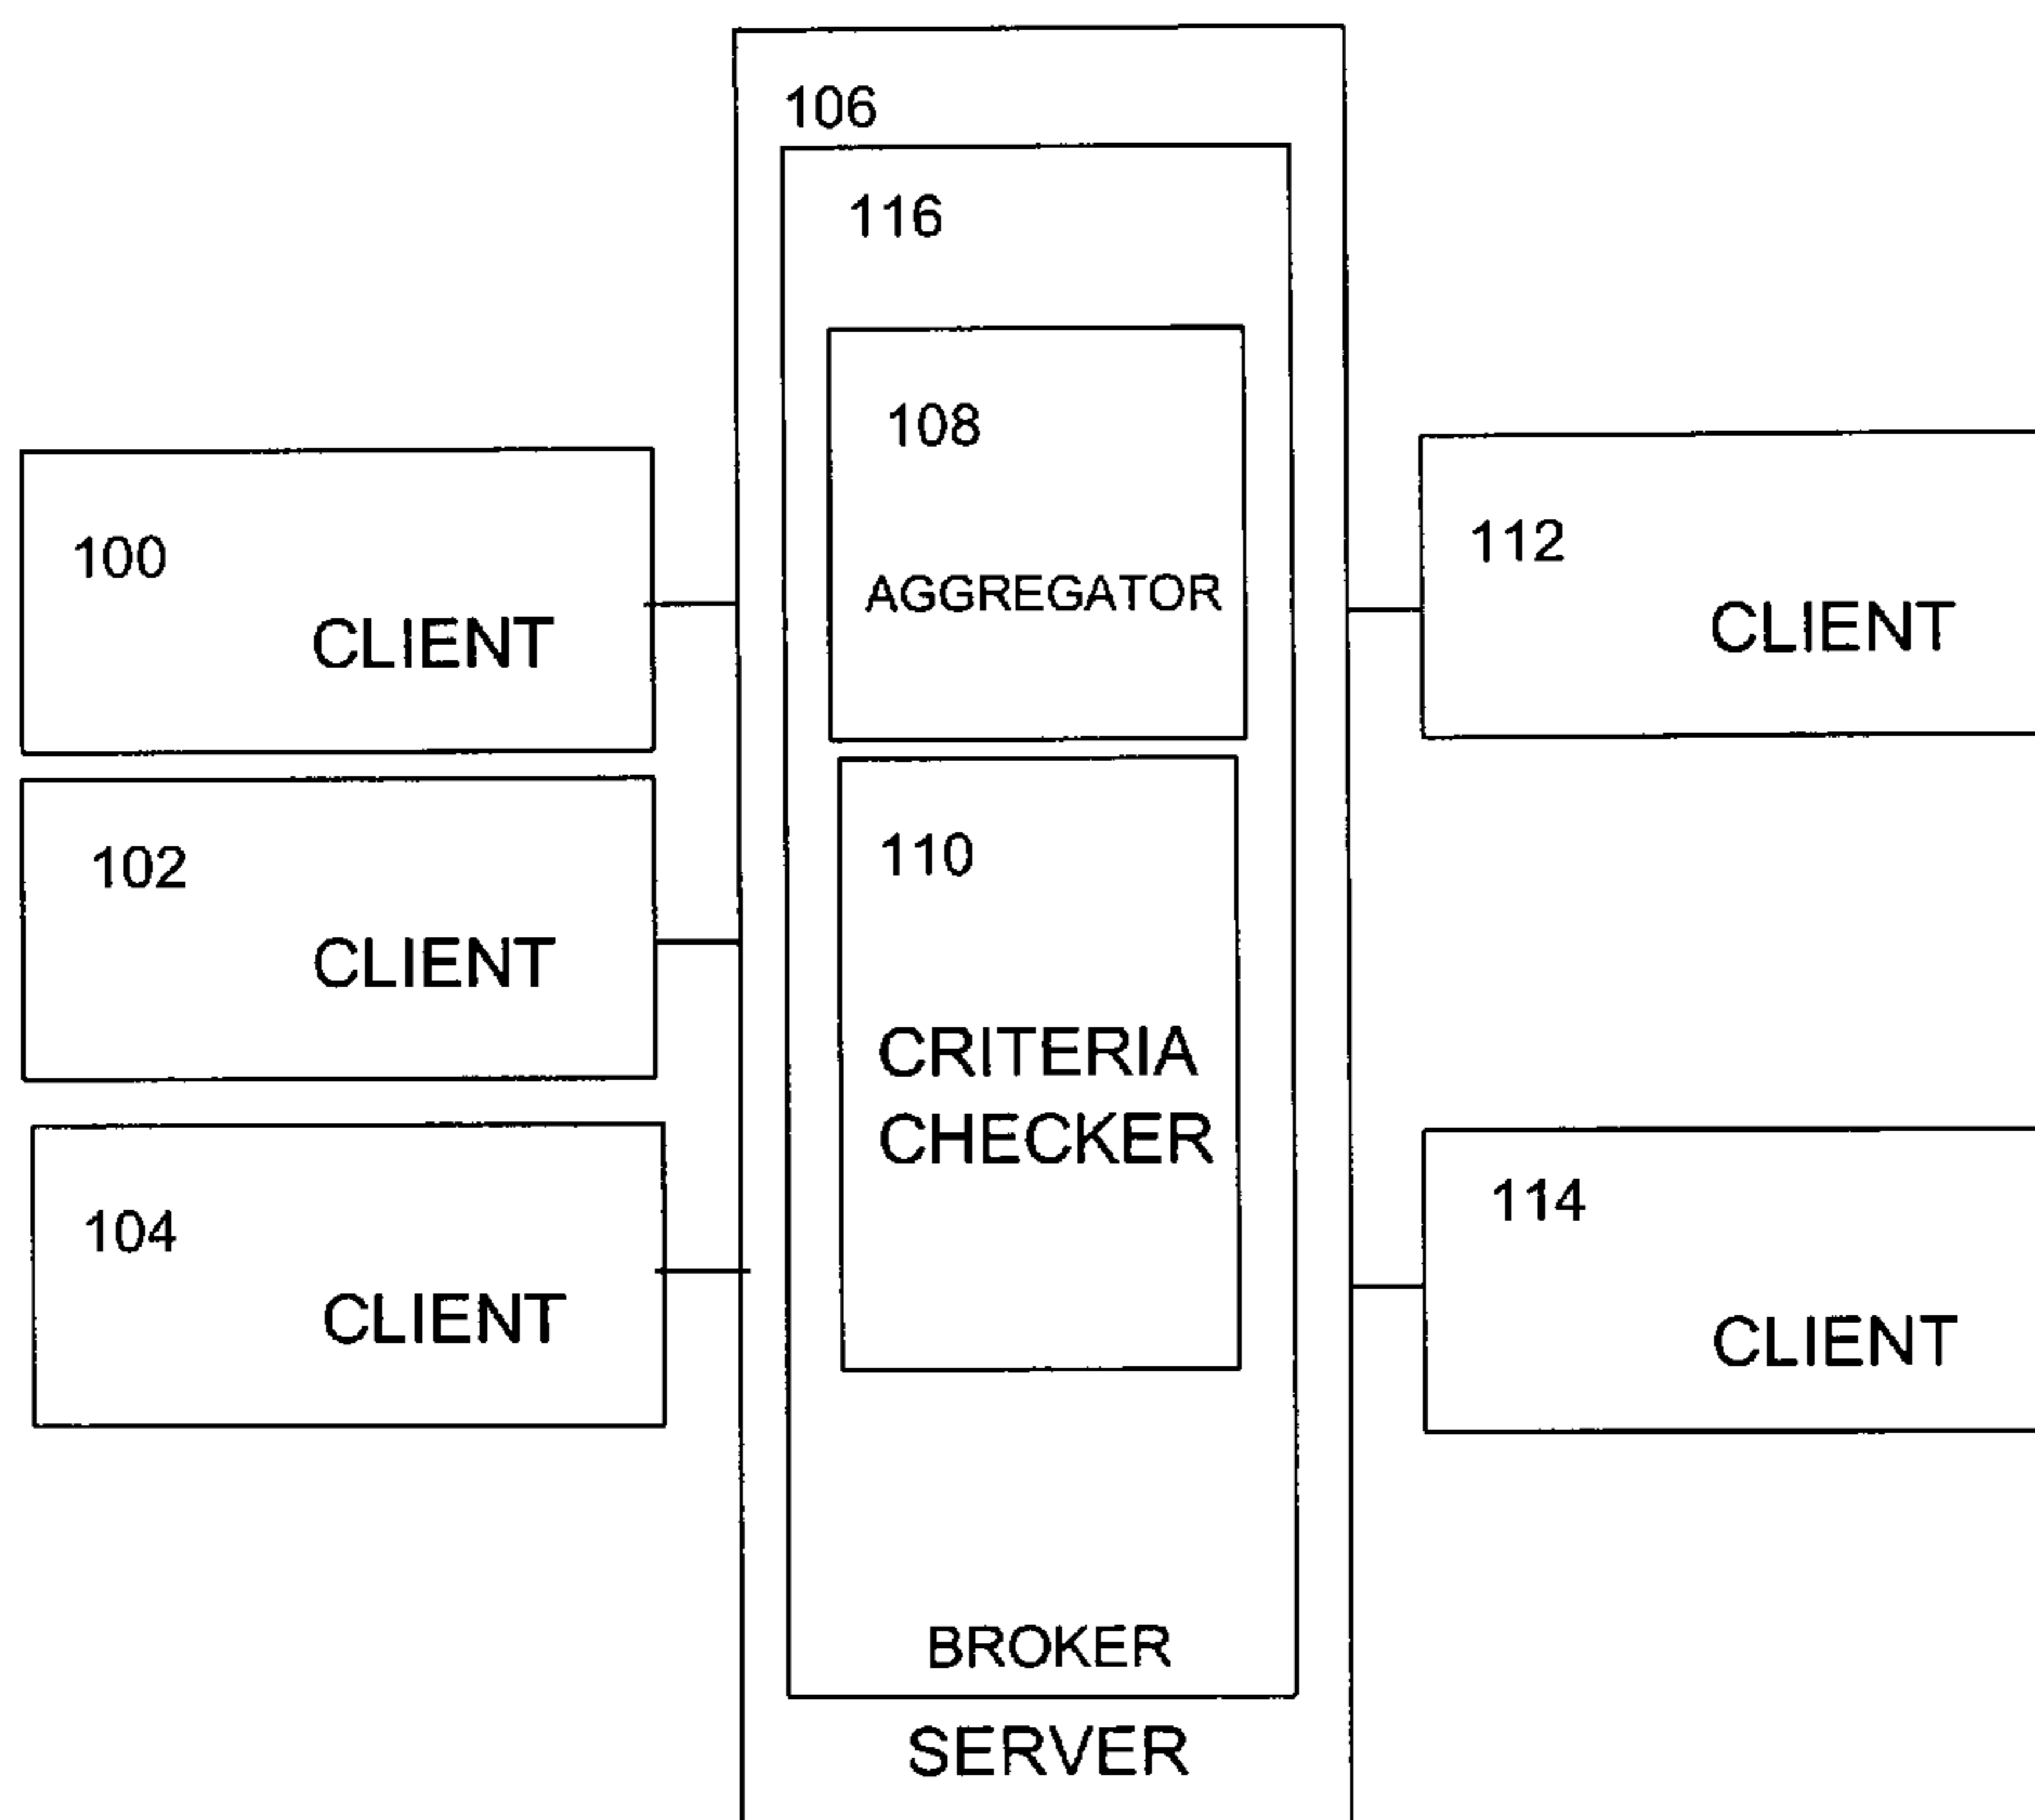 106
116
108
AGGREGATOR
110
CRITERIA
CHECKER
BROKER
SERVER
100
CLIENT
102
CLIENT
104
CLIENT
112
CLIENT
114
CLIENT